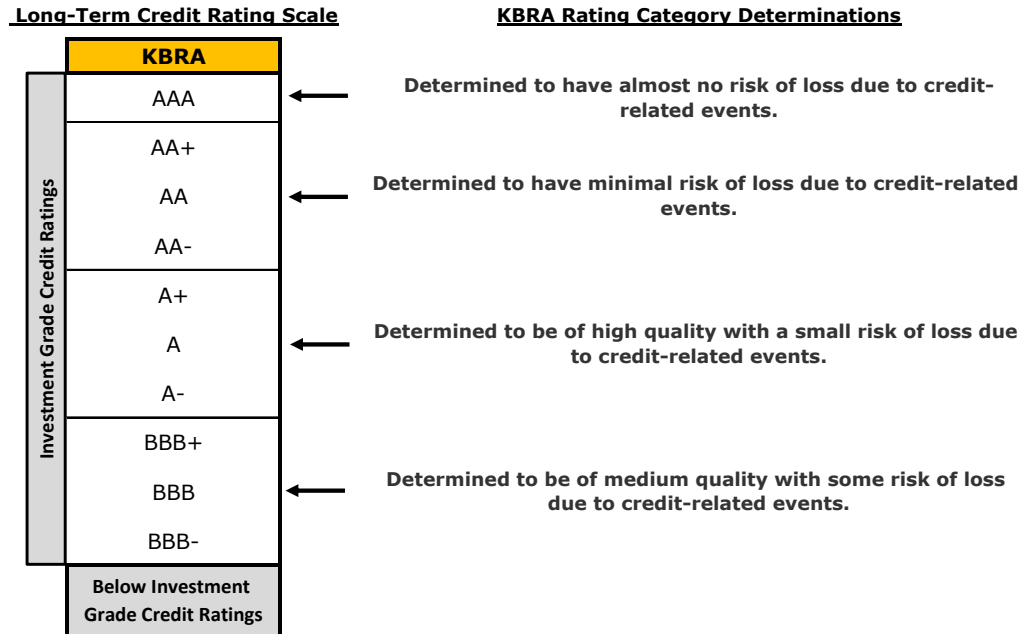 Long-Term Credit Rating Scale
KBRA Rating Category Determinations
KBRA
Investment Grade Credit Ratings
AAA
Determined to have almost no risk of loss due to credit-
related events.
AA+
AA
Determined to have minimal risk of loss due to credit-related
events.
AA-
A+
A
Determined to be of high quality with a small risk of loss due
to credit-related events.
A-
BBB+
BBB
Determined to be of medium quality with some risk of loss
due to credit-related events.
BBB-
Below Investment
Grade Credit Ratings